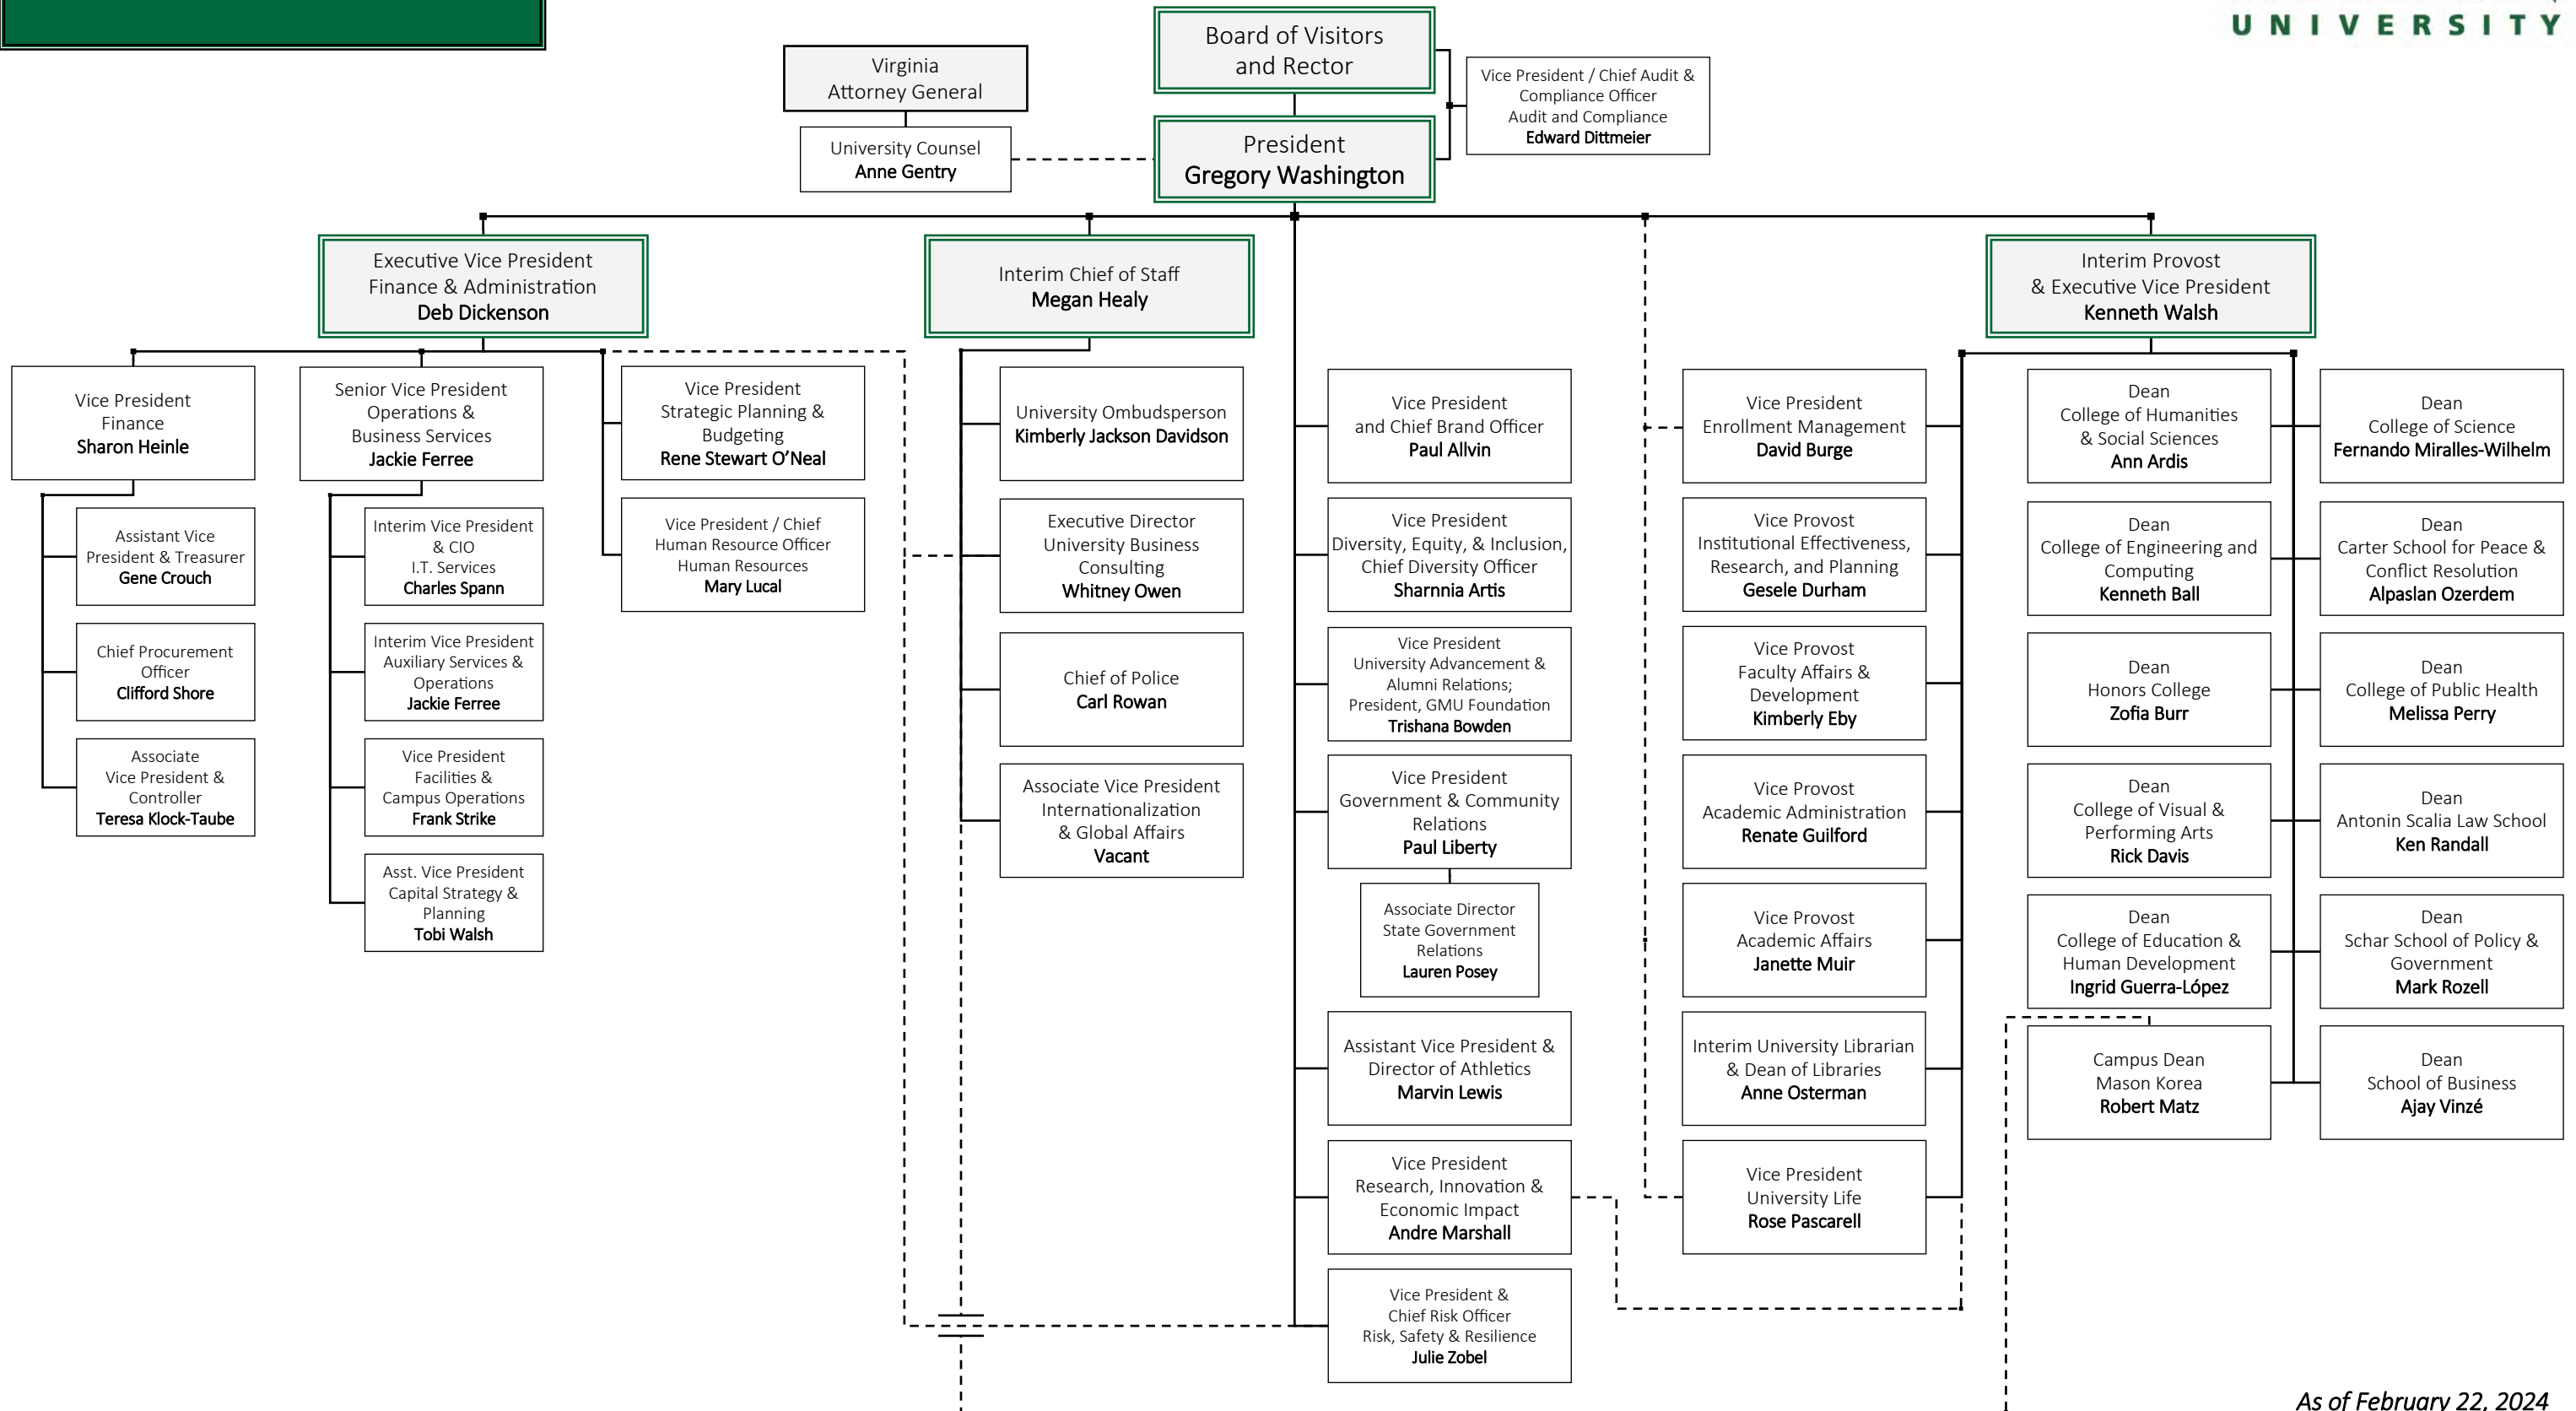 UNIVERSITY
Board of Visitors
and Rector
Virginia
Attorney General
Vice President / Chief Audit &
Compliance Officer
Audit and Compliance
Edward Dittmeier
University Counsel
Anne Gentry
President
Gregory Washington
Executive Vice President
Finance & Administration
Deb Dickenson
Interim Chief of Staff
Megan Healy
Interim Provost
& Executive Vice President
Kenneth Walsh
Vice President
Finance
Sharon Heinle
Assistant Vice
President & Treasurer
Gene Crouch
Chief Procurement
Officer
Clifford Shore
Associate
Vice President &
Controller
Teresa Klock-Taube
Senior Vice President
Operations &
Business Services
Jackie Ferree
Interim Vice President
& CIO
I.T. Services
Charles Spann
Interim Vice President
Auxiliary Services &
Operations
Jackie Ferree
Vice President
Facilities &
Campus Operations
Frank Strike
Asst. Vice President
Capital Strategy &
Planning
Tobi Walsh
Vice President
Strategic Planning &
Budgeting
Rene Stewart O’Neal
Vice President / Chief
Human Resource Officer
Human Resources
Mary Lucal
University Ombudsperson
Kimberly Jackson Davidson
Executive Director
University Business
Consulting
Whitney Owen
Chief of Police
Carl Rowan
Associate Vice President
Internationalization
& Global Affairs
Vacant
Vice President
and Chief Brand Officer
Paul Allvin
Vice President
Diversity, Equity, & Inclusion,
Chief Diversity Officer
Sharnnia Artis
Vice President
University Advancement &
Alumni Relations;
President, GMU Foundation
Trishana Bowden
Vice President
Government & Community
Relations
Paul Liberty
Associate Director
State Government
Relations
Lauren Posey
Assistant Vice President &
Director of Athletics
Marvin Lewis
Vice President
Research, Innovation &
Economic Impact
Andre Marshall
Vice President &
Chief Risk Officer
Risk, Safety & Resilience
Julie Zobel
Vice President
Enrollment Management
David Burge
Vice Provost
Institutional Effectiveness,
Research, and Planning
Gesele Durham
Vice Provost
Faculty Affairs &
Development
Kimberly Eby
Vice Provost
Academic Administration
Renate Guilford
Vice Provost
Academic Affairs
Janette Muir
Interim University Librarian
& Dean of Libraries
Anne Osterman
Vice President
University Life
Rose Pascarell
Dean
College of Humanities
& Social Sciences
Ann Ardis
Dean
College of Engineering and
Computing
Kenneth Ball
Dean
Honors College
Zofia Burr
Dean
College of Visual &
Performing Arts
Rick Davis
Dean
College of Education &
Human Development
Ingrid Guerra-López
Campus Dean
Mason Korea
Robert Matz
Dean
College of Science
Fernando Miralles-Wilhelm
Dean
Carter School for Peace &
Conflict Resolution
Alpaslan Ozerdem
Dean
College of Public Health
Melissa Perry
Dean
Antonin Scalia Law School
Ken Randall
Dean
Schar School of Policy &
Government
Mark Rozell
Dean
School of Business
Ajay Vinzé
As of February 22, 2024